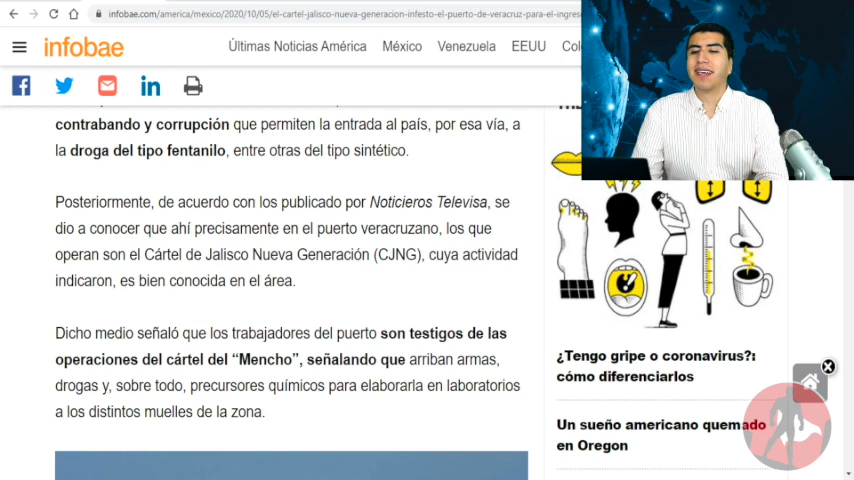 infobae.com/america/mexico/2020/10/05/el-cartel-jalisco-nueva-generacion-infesto-el-puerto-de-veracruz-para-el-ingres
infobae
Últimas Noticias América México Venezuela EEUU
contrabando y corrupción que permiten la entrada al país, por esa vía, a
la droga del tipo fentanilo, entre otras del tipo sintético.
Posteriormente, de acuerdo con los publicado por Noticieros Televisa, se
dio a conocer que ahí precisamente en el puerto veracruzano, los que
operan son el Cártel de Jalisco Nueva Generación (CJNG), cuya actividad
indicaron, es bien conocida en el área.
Dicho medio señaló que los trabajadores del puerto son testigos de las
operaciones del cártel del “Mencho”, señalando que arriban armas,
drogas y, sobre todo, precursores químicos para elaborarla en laboratorios
a los distintos muelles de la zona.
¿Tengo gripe o coronavirus?:
cómo diferenciarlos
Un sueño americano quemado
en Oregon